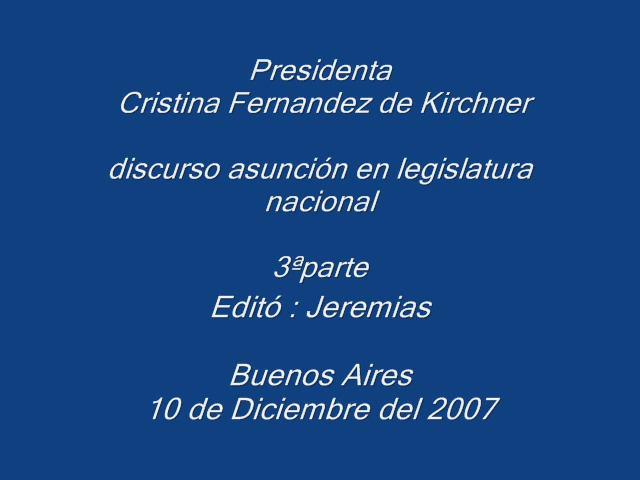 Presidenta
Cristina Fernandez de Kirchner
discurso asunción en legislatura
nacional
3ªparte
Editó : Jeremias
Buenos Aires
10 de Diciembre del 2007